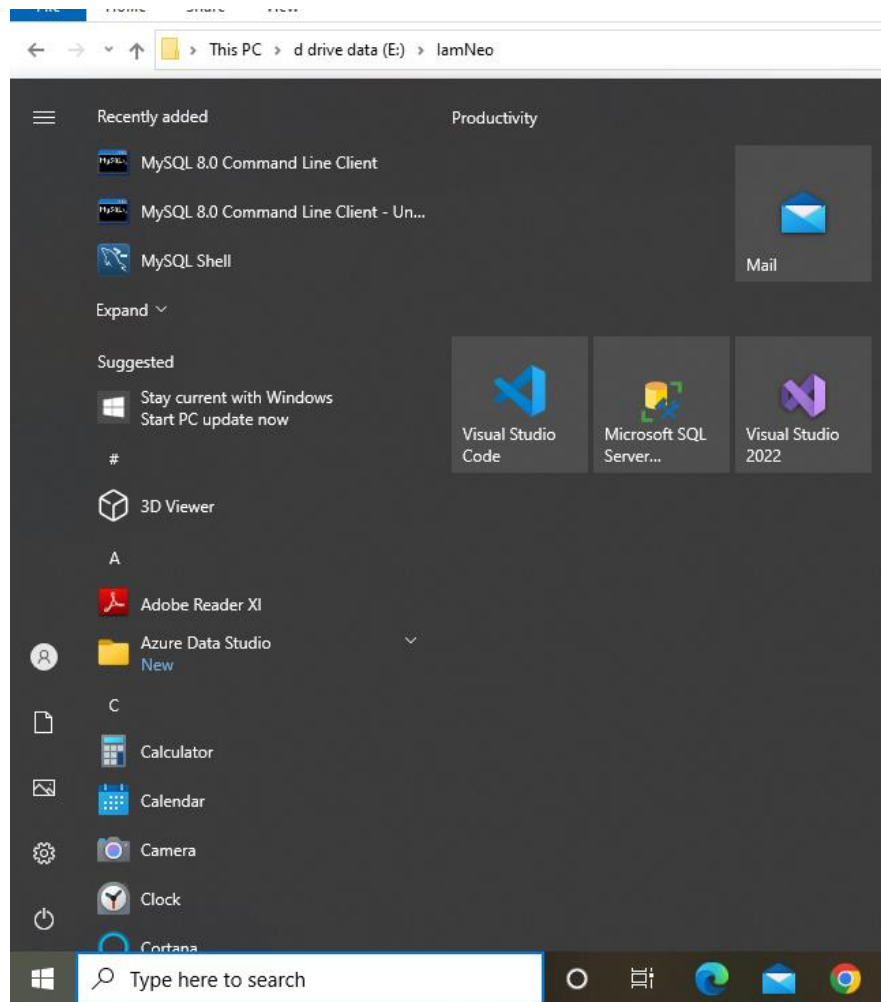 This PC > d drive data (E:) > IamNeo
Recently added
Productivity
MySQL 8.0 Command Line Client
MySQL 8.0 Command Line Client - Un...
MySQL Shell
Mail
Expand
Suggested
Stay current with Windows
Start PC update now
Visual Studio
Code
Microsoft SQL
Server...
Visual Studio
2022
#
3D Viewer
A
Adobe Reader XI
Azure Data Studio
New
C
Calculator
Calendar
Camera
Clock
Cortana
Type here to search